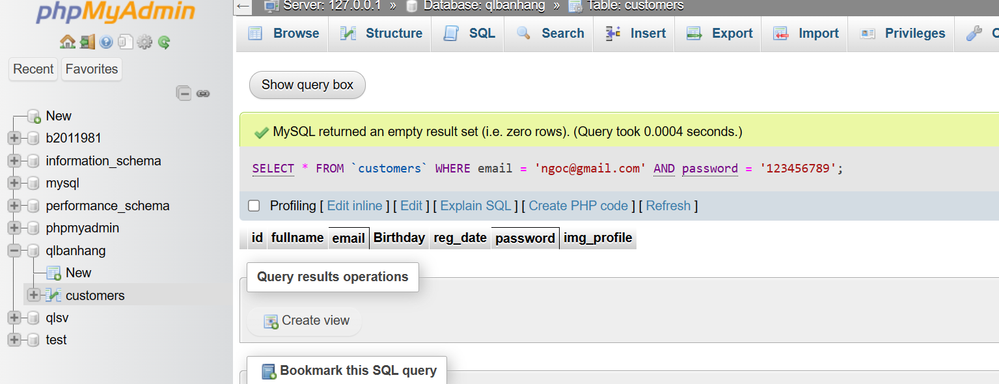 phpMyAdmin
Recent Favorites
New
b2011981
information_schema
mysql
performance_schema
phpmyadmin
qlbanhang
New
customers
qlsv
test
Server: 127.0.0.1 » Database: qlbanhang » Table: customers
Browse Structure SQL Search Insert Export Import Privileges
Show query box
MySQL returned an empty result set (i.e. zero rows). (Query took 0.0004 seconds.)
SELECT * FROM `customers` WHERE email = 'ngoc@gmail.com' AND password = '123456789';
Profiling [ Edit inline ] [ Edit ] [ Explain SQL ] [ Create PHP code ] [ Refresh ]
id fullname email Birthday reg_date password img_profile
Query results operations
Create view
Bookmark this SQL query